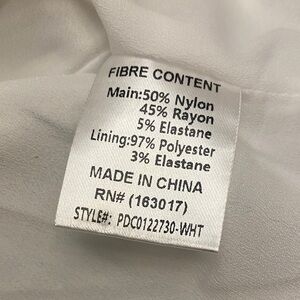 FIBRE CONTENT
Main:50% Nylon
45% Rayon
5% Elastane
Lining:97% Polyester
3% Elastane
MADE IN CHINA
RN# (163017)
STYLE#: PDC0122730-WHT